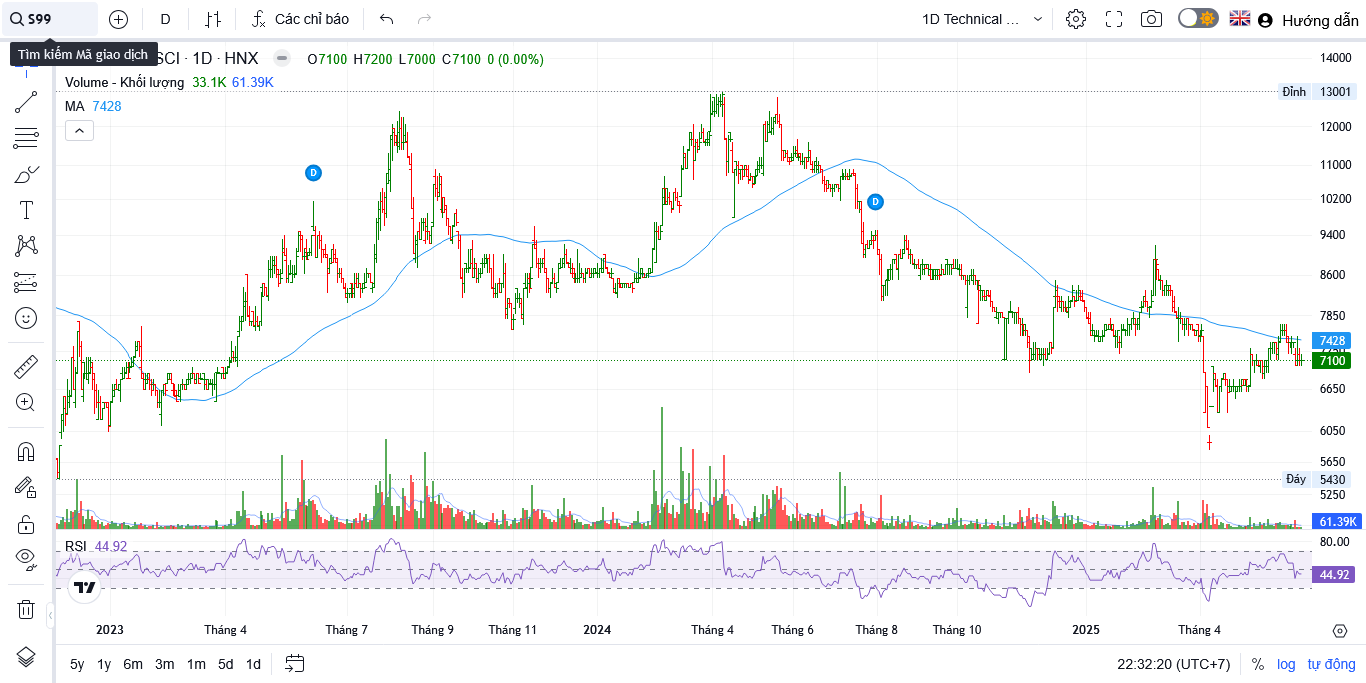 S99
D
Các chỉ báo
1D Technical ...
Hướng dẫn
Tìm kiếm Mã giao dịch
SCI · 1D · HNX
O7100 H7200 L7000 C7100 0 (0.00%)
Volume - Khối lượng 33.1K 61.39K
MA 7428
D
D
14000
Đỉnh 13001
12000
11000
10200
9400
8600
7850
7428
7100
6650
6050
5650
Đáy 5430
5250
61.39K
RSI 44.92
80.00
44.92
2023 Tháng 4 Tháng 7 Tháng 9 Tháng 11 2024 Tháng 4 Tháng 6 Tháng 8 Tháng 10 2025 Tháng 4
5y 1y 6m 3m 1m 5d 1d
22:32:20 (UTC+7) % log tự động